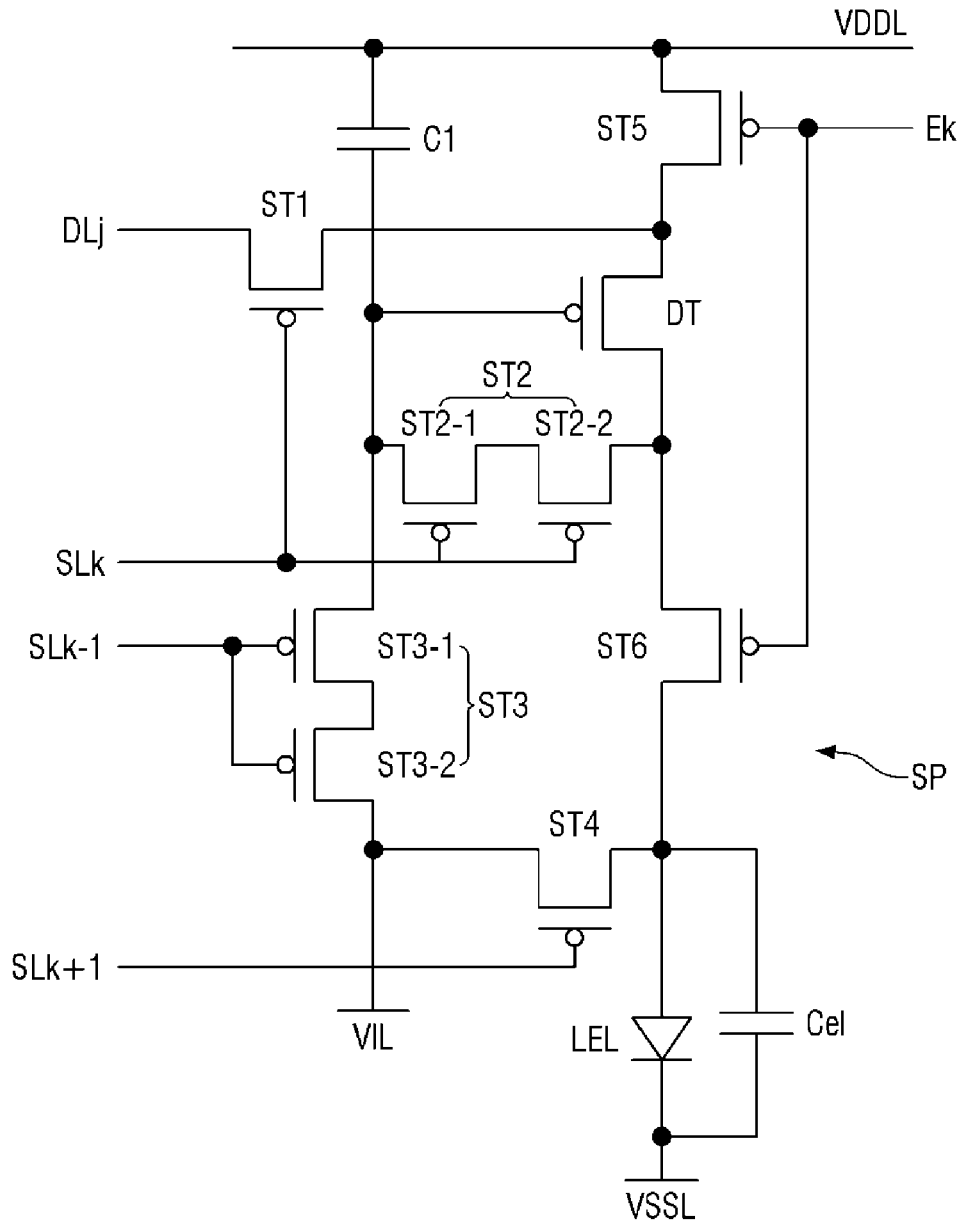 VDDL
C1
ST5
Ek
ST1
DLj
DT
ST2
ST2-1
ST2-2
SLk
SLk-1
ST3-1
ST6
ST3
ST3-2
SP
ST4
SLk+1
VIL
LEL
Cel
VSSL